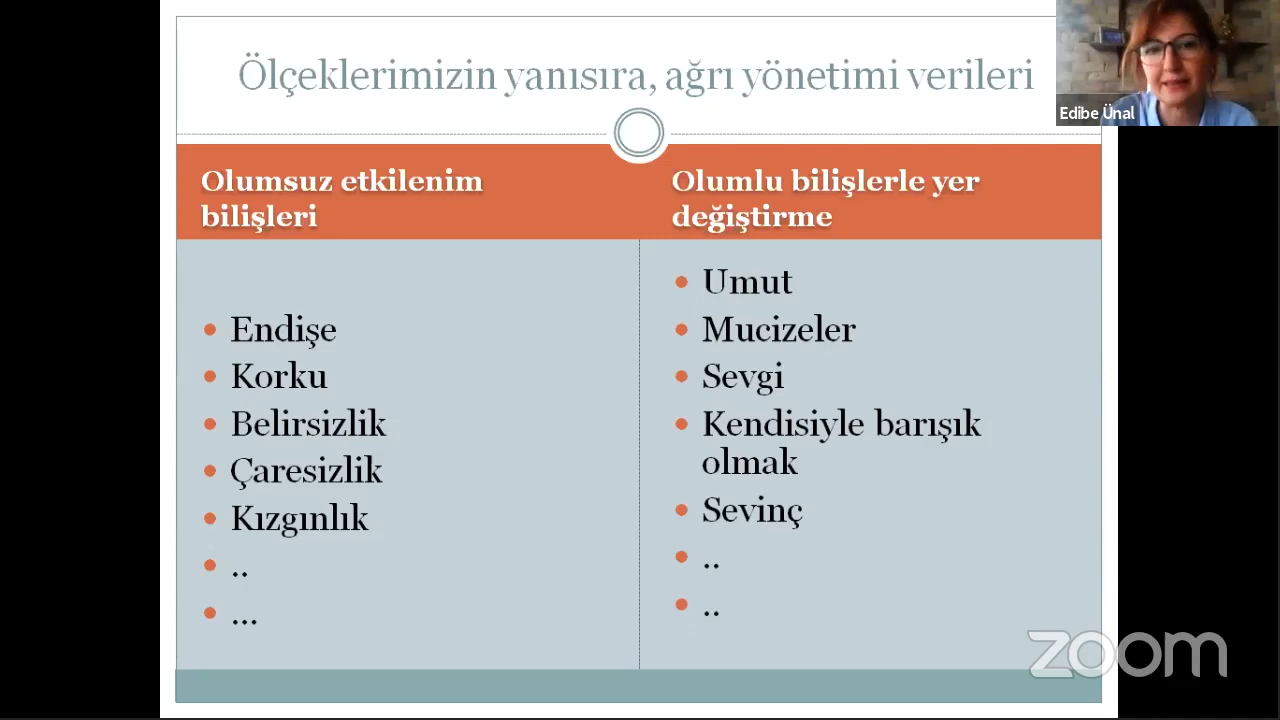 Ölçeklerimizin yanısıra, ağrı yönetimi verileri
Edibe Ünal
Olumsuz etkilenim
bilişleri
Olumlu bilişlerle yer
değiştirme
Endişe
Korku
Belirsizlik
Çaresizlik
Kızgınlık
..
...
Umut
Mucizeler
Sevgi
Kendisiyle barışık
olmak
Sevinç
..
..
zoom